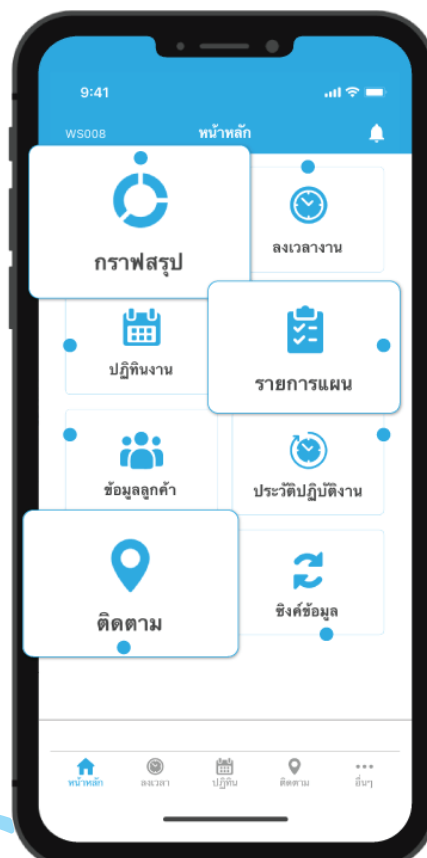 9:41
WS008
หน้าหลัก
กราฟสรุป
ลงเวลางาน
ปฏิทินงาน
รายการแผน
ข้อมูลลูกค้า
ประวัติปฏิบัติงาน
ติดตาม
ซิงค์ข้อมูล
หน้าหลัก
ลงเวลา
ปฏิทิน
ติดตาม
อื่นๆ